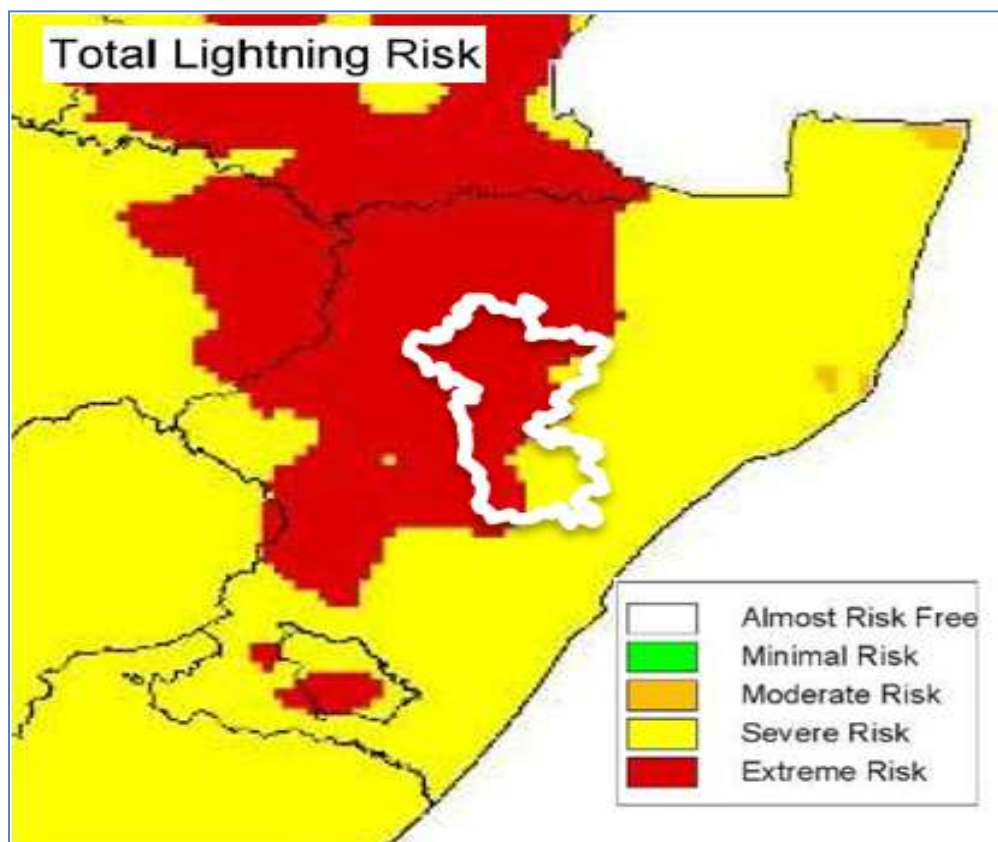 Total Lightning Risk
Almost Risk Free
Minimal Risk
Moderate Risk
Severe Risk
Extreme Risk